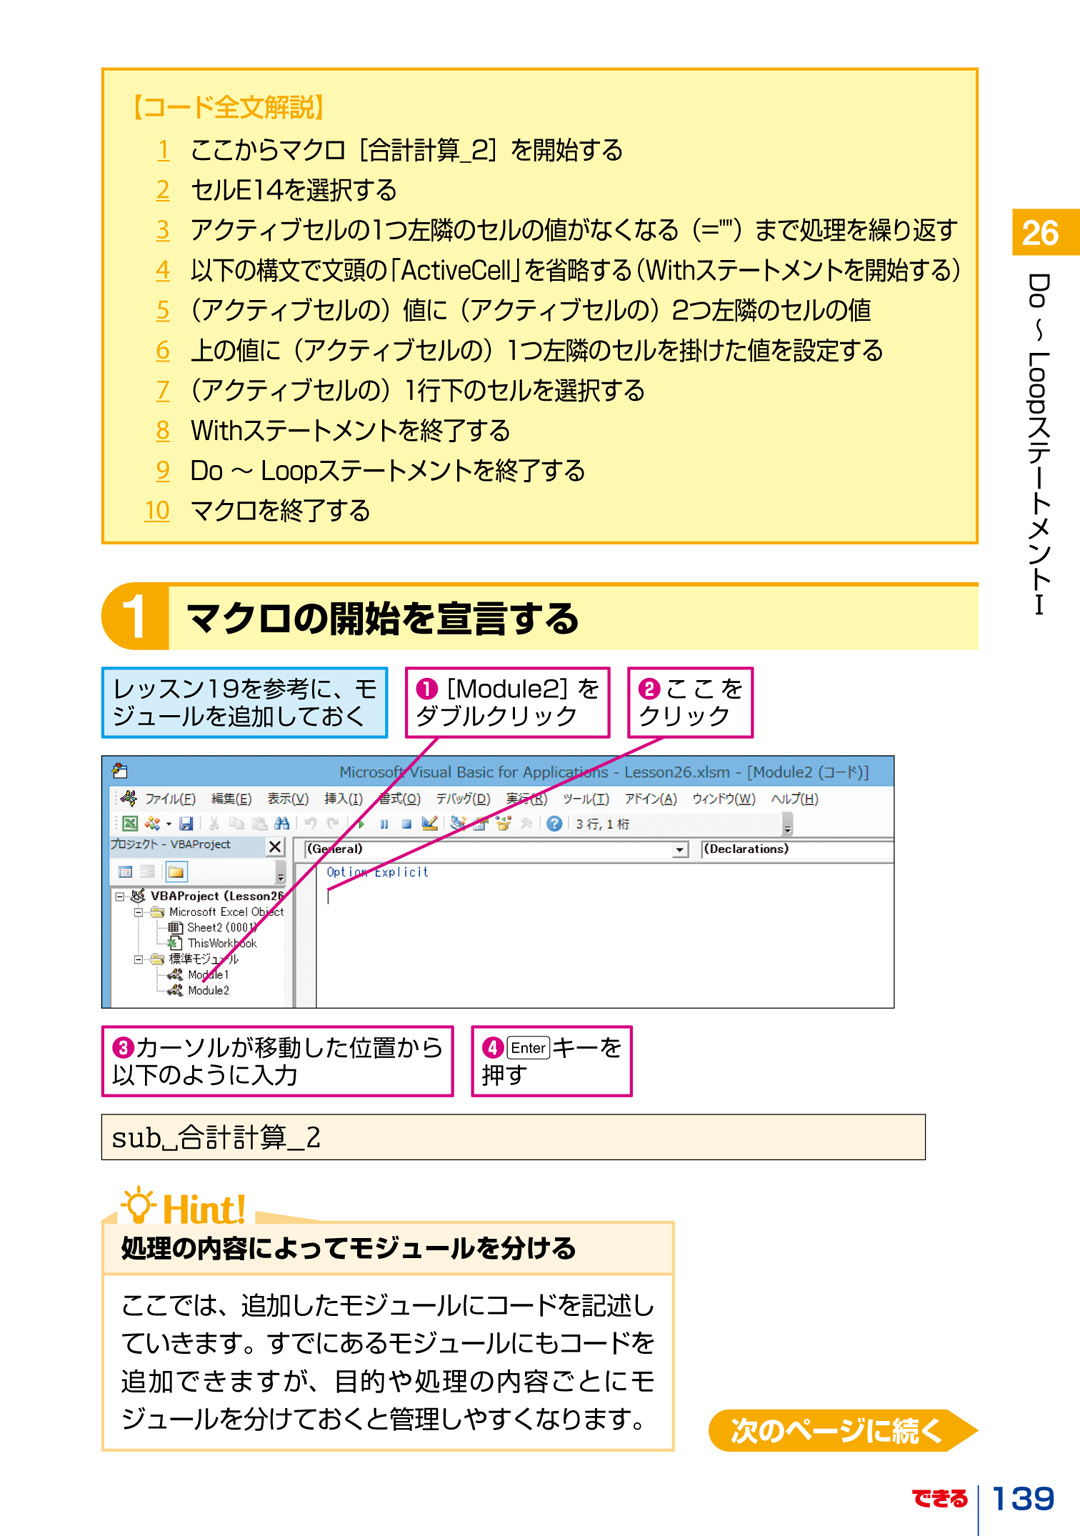 【コード全文解説】
1 ここからマクロ［合計計算_2］を開始する
2 セルE14を選択する
3 アクティブセルの1つ左隣のセルの値がなくなる（=""）まで処理を繰り返す
4 以下の構文で文頭の「ActiveCell」を省略する（Withステートメントを開始する）
5 （アクティブセルの）値に（アクティブセルの）2つ左隣のセルの値
6 上の値に（アクティブセルの）1つ左隣のセルを掛けた値を設定する
7 （アクティブセルの）1行下のセルを選択する
8 Withステートメントを終了する
9 Do ～ Loopステートメントを終了する
10 マクロを終了する
26
Do ～ LoopステートメントⅠ
1 マクロの開始を宣言する
レッスン19を参考に、モ
ジュールを追加しておく
❶［Module2］を
ダブルクリック
❷ここを
クリック
Microsoft Visual Basic for Applications - Lesson26.xlsm - [Module2 (コード)]
ファイル(F) 編集(E) 表示(V) 挿入(I) 書式(O) デバッグ(D) 実行(R) ツール(T) アドイン(A) ウィンドウ(W) ヘルプ(H)
3 行, 1 桁
プロジェクト - VBAProject
(General)
(Declarations)
Option Explicit
VBAProject (Lesson26
Microsoft Excel Object
Sheet2 (0001)
ThisWorkbook
標準モジュール
Module1
Module2
❸カーソルが移動した位置から
以下のように入力
❹Enterキーを
押す
sub␣合計計算_2
Hint!
処理の内容によってモジュールを分ける
ここでは、追加したモジュールにコードを記述し
ていきます。すでにあるモジュールにもコードを
追加できますが、目的や処理の内容ごとにモ
ジュールを分けておくと管理しやすくなります。
次のページに続く
できる 139